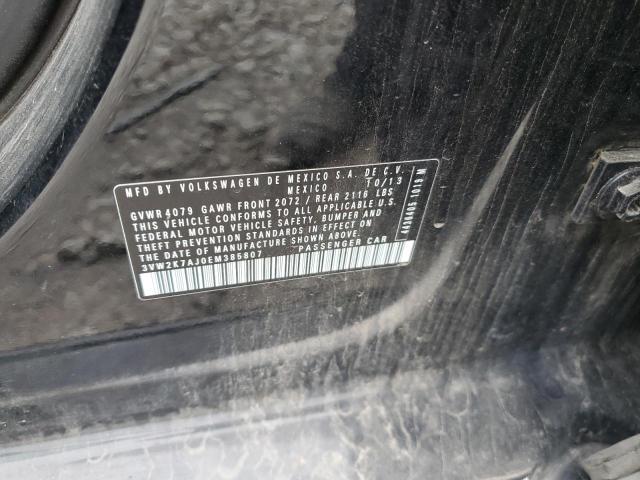 MFD BY VOLKSWAGEN DE MEXICO S.A. DE C.V.
MEXICO 10/13
GVWR 4079 GAWR FRONT 2072 / REAR 2116 LBS
THIS VEHICLE CONFORMS TO ALL APPLICABLE U.S.
FEDERAL MOTOR VEHICLE SAFETY, BUMPER AND
THEFT PREVENTION STANDARDS IN EFFECT ON
THE DATE OF MANUFACTURE SHOWN ABOVE.
3VW2K7AJ0EM385807 PASSENGER CAR